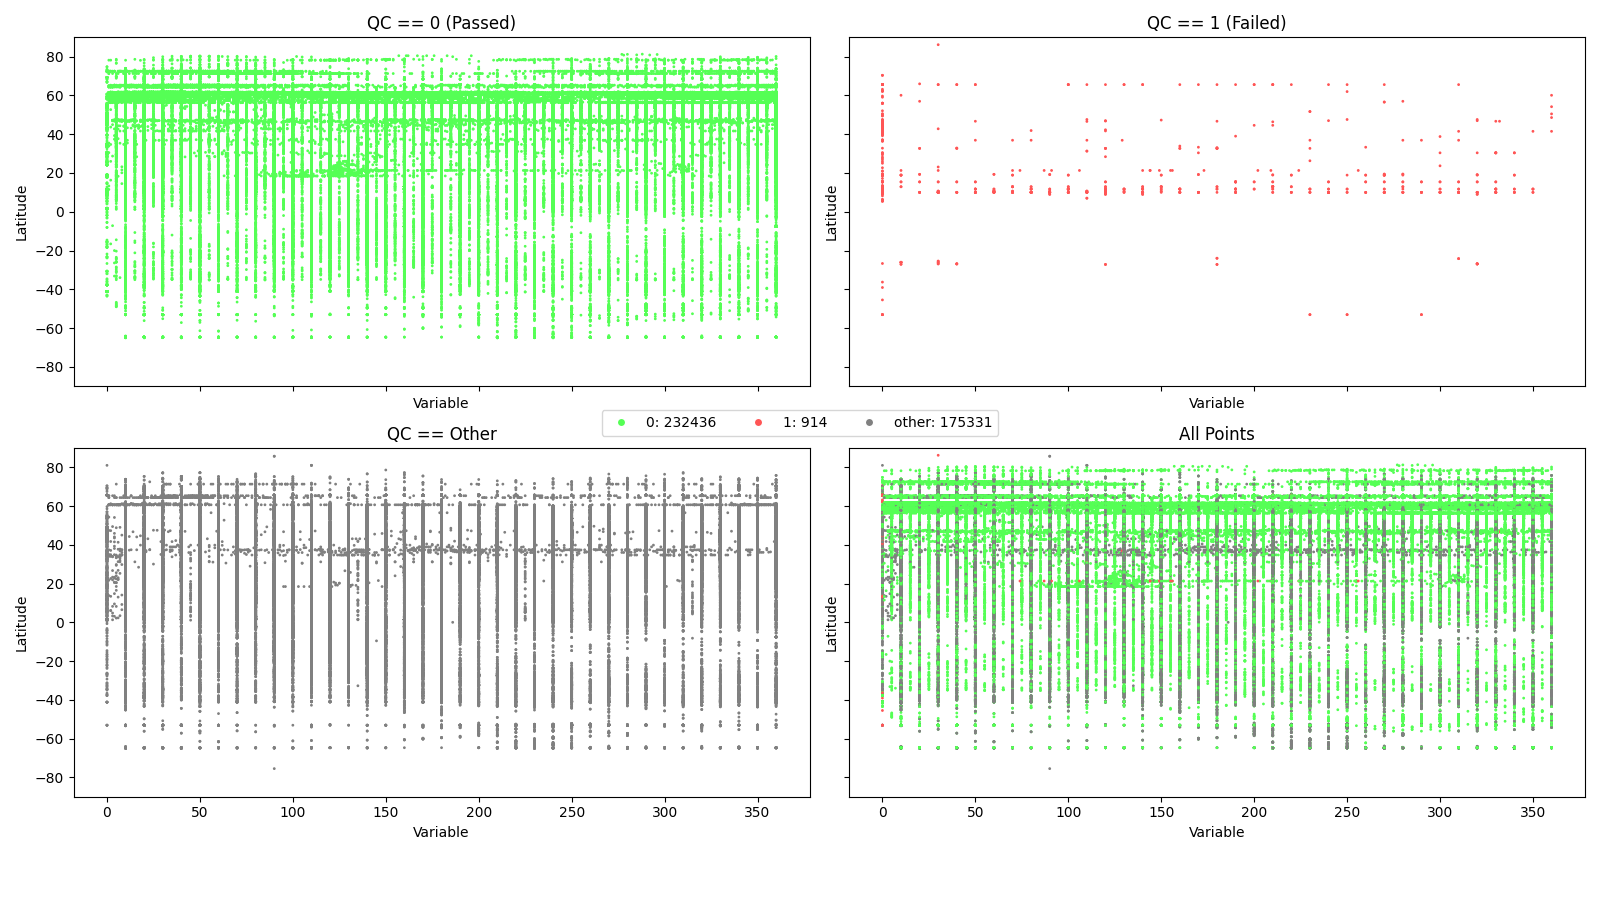 QC == 0 (Passed)
QC == 1 (Failed)
80
60
40
20
0
−20
−40
−60
−80
Latitude
Latitude
Variable
Variable
0: 232436 1: 914 other: 175331
QC == Other
All Points
80
60
40
20
0
−20
−40
−60
−80
Latitude
Latitude
0 50 100 150 200 250 300 350
0 50 100 150 200 250 300 350
Variable
Variable